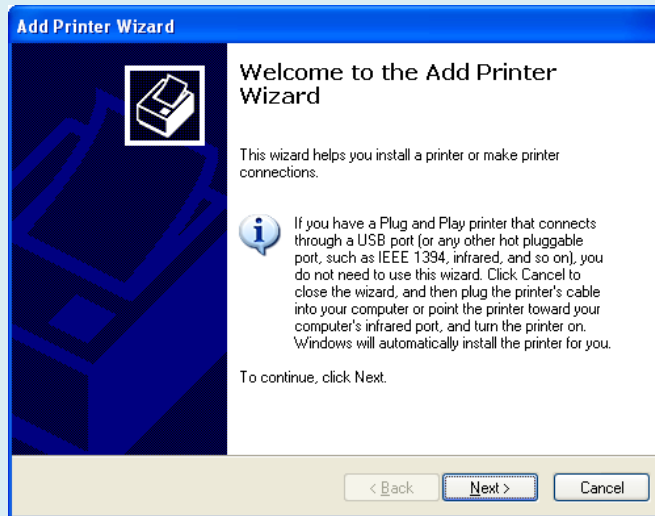 Add Printer Wizard
Welcome to the Add Printer
Wizard
This wizard helps you install a printer or make printer
connections.
If you have a Plug and Play printer that connects
through a USB port (or any other hot pluggable
port, such as IEEE 1394, infrared, and so on), you
do not need to use this wizard. Click Cancel to
close the wizard, and then plug the printer's cable
into your computer or point the printer toward your
computer's infrared port, and turn the printer on.
Windows will automatically install the printer for you.
To continue, click Next.
< Back
Next >
Cancel